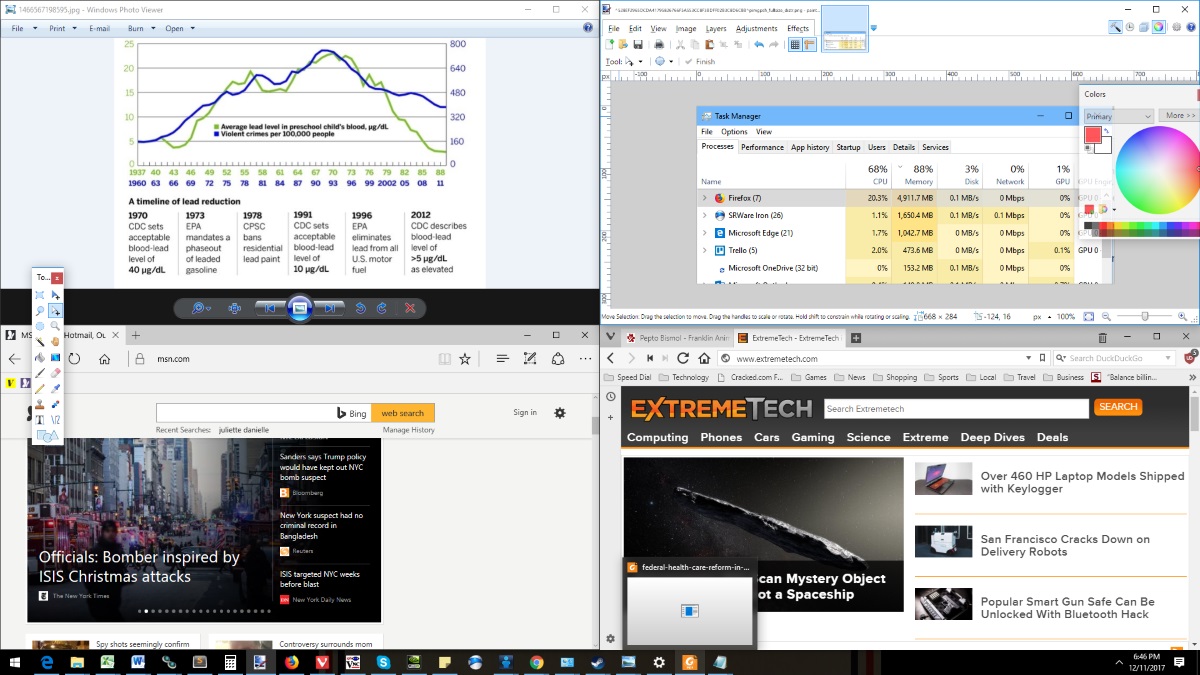 1466567198595.jpg - Windows Photo Viewer
File Print E-mail Burn Open
25 800
20 640
15 480
10 320
5 160
0 0
Average lead level in preschool child's blood, µg/dL
Violent crimes per 100,000 people
1937 40 43 46 49 52 55 58 61 64 67 70 73 76 79 82 85 88
1960 63 66 69 72 75 78 81 84 87 90 93 96 99 2002 05 08 11
A timeline of lead reduction
1970 1973 1978 1991 1996 2012
CDC sets EPA CPSC CDC sets EPA CDC describes
acceptable mandates a bans acceptable eliminates blood-lead
blood-lead phaseout residential blood-lead lead from all level of
level of of leaded lead paint level of U.S. motor >5 µg/dL
40 µg/dL gasoline 10 µg/dL fuel as elevated
File Edit View Image Layers Adjustments Effects
Tool: Finish
px -100 0 100 200 300 400 500 600 700
Task Manager
File Options View
Processes Performance App history Startup Users Details Services
68% 88% 3% 0% 1%
Name CPU Memory Disk Network GPU
Firefox (7) 20.3% 4,911.7 MB 0.1 MB/s 0 Mbps 0%
SRWare Iron (26) 1.1% 1,650.4 MB 0.1 MB/s 0 Mbps 0%
Microsoft Edge (21) 1.7% 1,042.7 MB 0.1 MB/s 0 Mbps 0%
Trello (5) 2.0% 473.6 MB 0.1 MB/s 0 Mbps 0.1% GPU 0
Microsoft OneDrive (32 bit) 0% 153.2 MB 0.1 MB/s 0 Mbps 0%
Colors
Primary More >>
Move Selection: Drag the selection to move. Drag the handles to scale or rotate. Hold shift to constrain while rotating or scaling. 668 × 284 -124, 16 px 100%
To...
MS Hotmail, Ou
msn.com
Bing web search Sign in
Recent Searches: juliette danielle Manage History
Sanders says Trump policy
would have kept out NYC
bomb suspect
Bloomberg
New York suspect had no
criminal record in
Bangladesh
Reuters
ISIS targeted NYC weeks
before blast
New York Daily News
Officials: Bomber inspired by
ISIS Christmas attacks
The New York Times
Spy shots seemingly confirm Controversy surrounds mom
Pepto Bismol - Franklin Anin ExtremeTech - ExtremeTech
www.extremetech.com Search DuckDuckGo
Speed Dial Technology Cracked.com F... Games News Shopping Sports Local Travel Business "Balance billin...
EXTREMETECH Search Extremetech SEARCH
Computing Phones Cars Gaming Science Extreme Deep Dives Deals
Over 460 HP Laptop Models Shipped
with Keylogger
San Francisco Cracks Down on
Delivery Robots
Popular Smart Gun Safe Can Be
Unlocked With Bluetooth Hack
can Mystery Object
ot a Spaceship
federal-health-care-reform-in-...
6:46 PM
12/11/2017